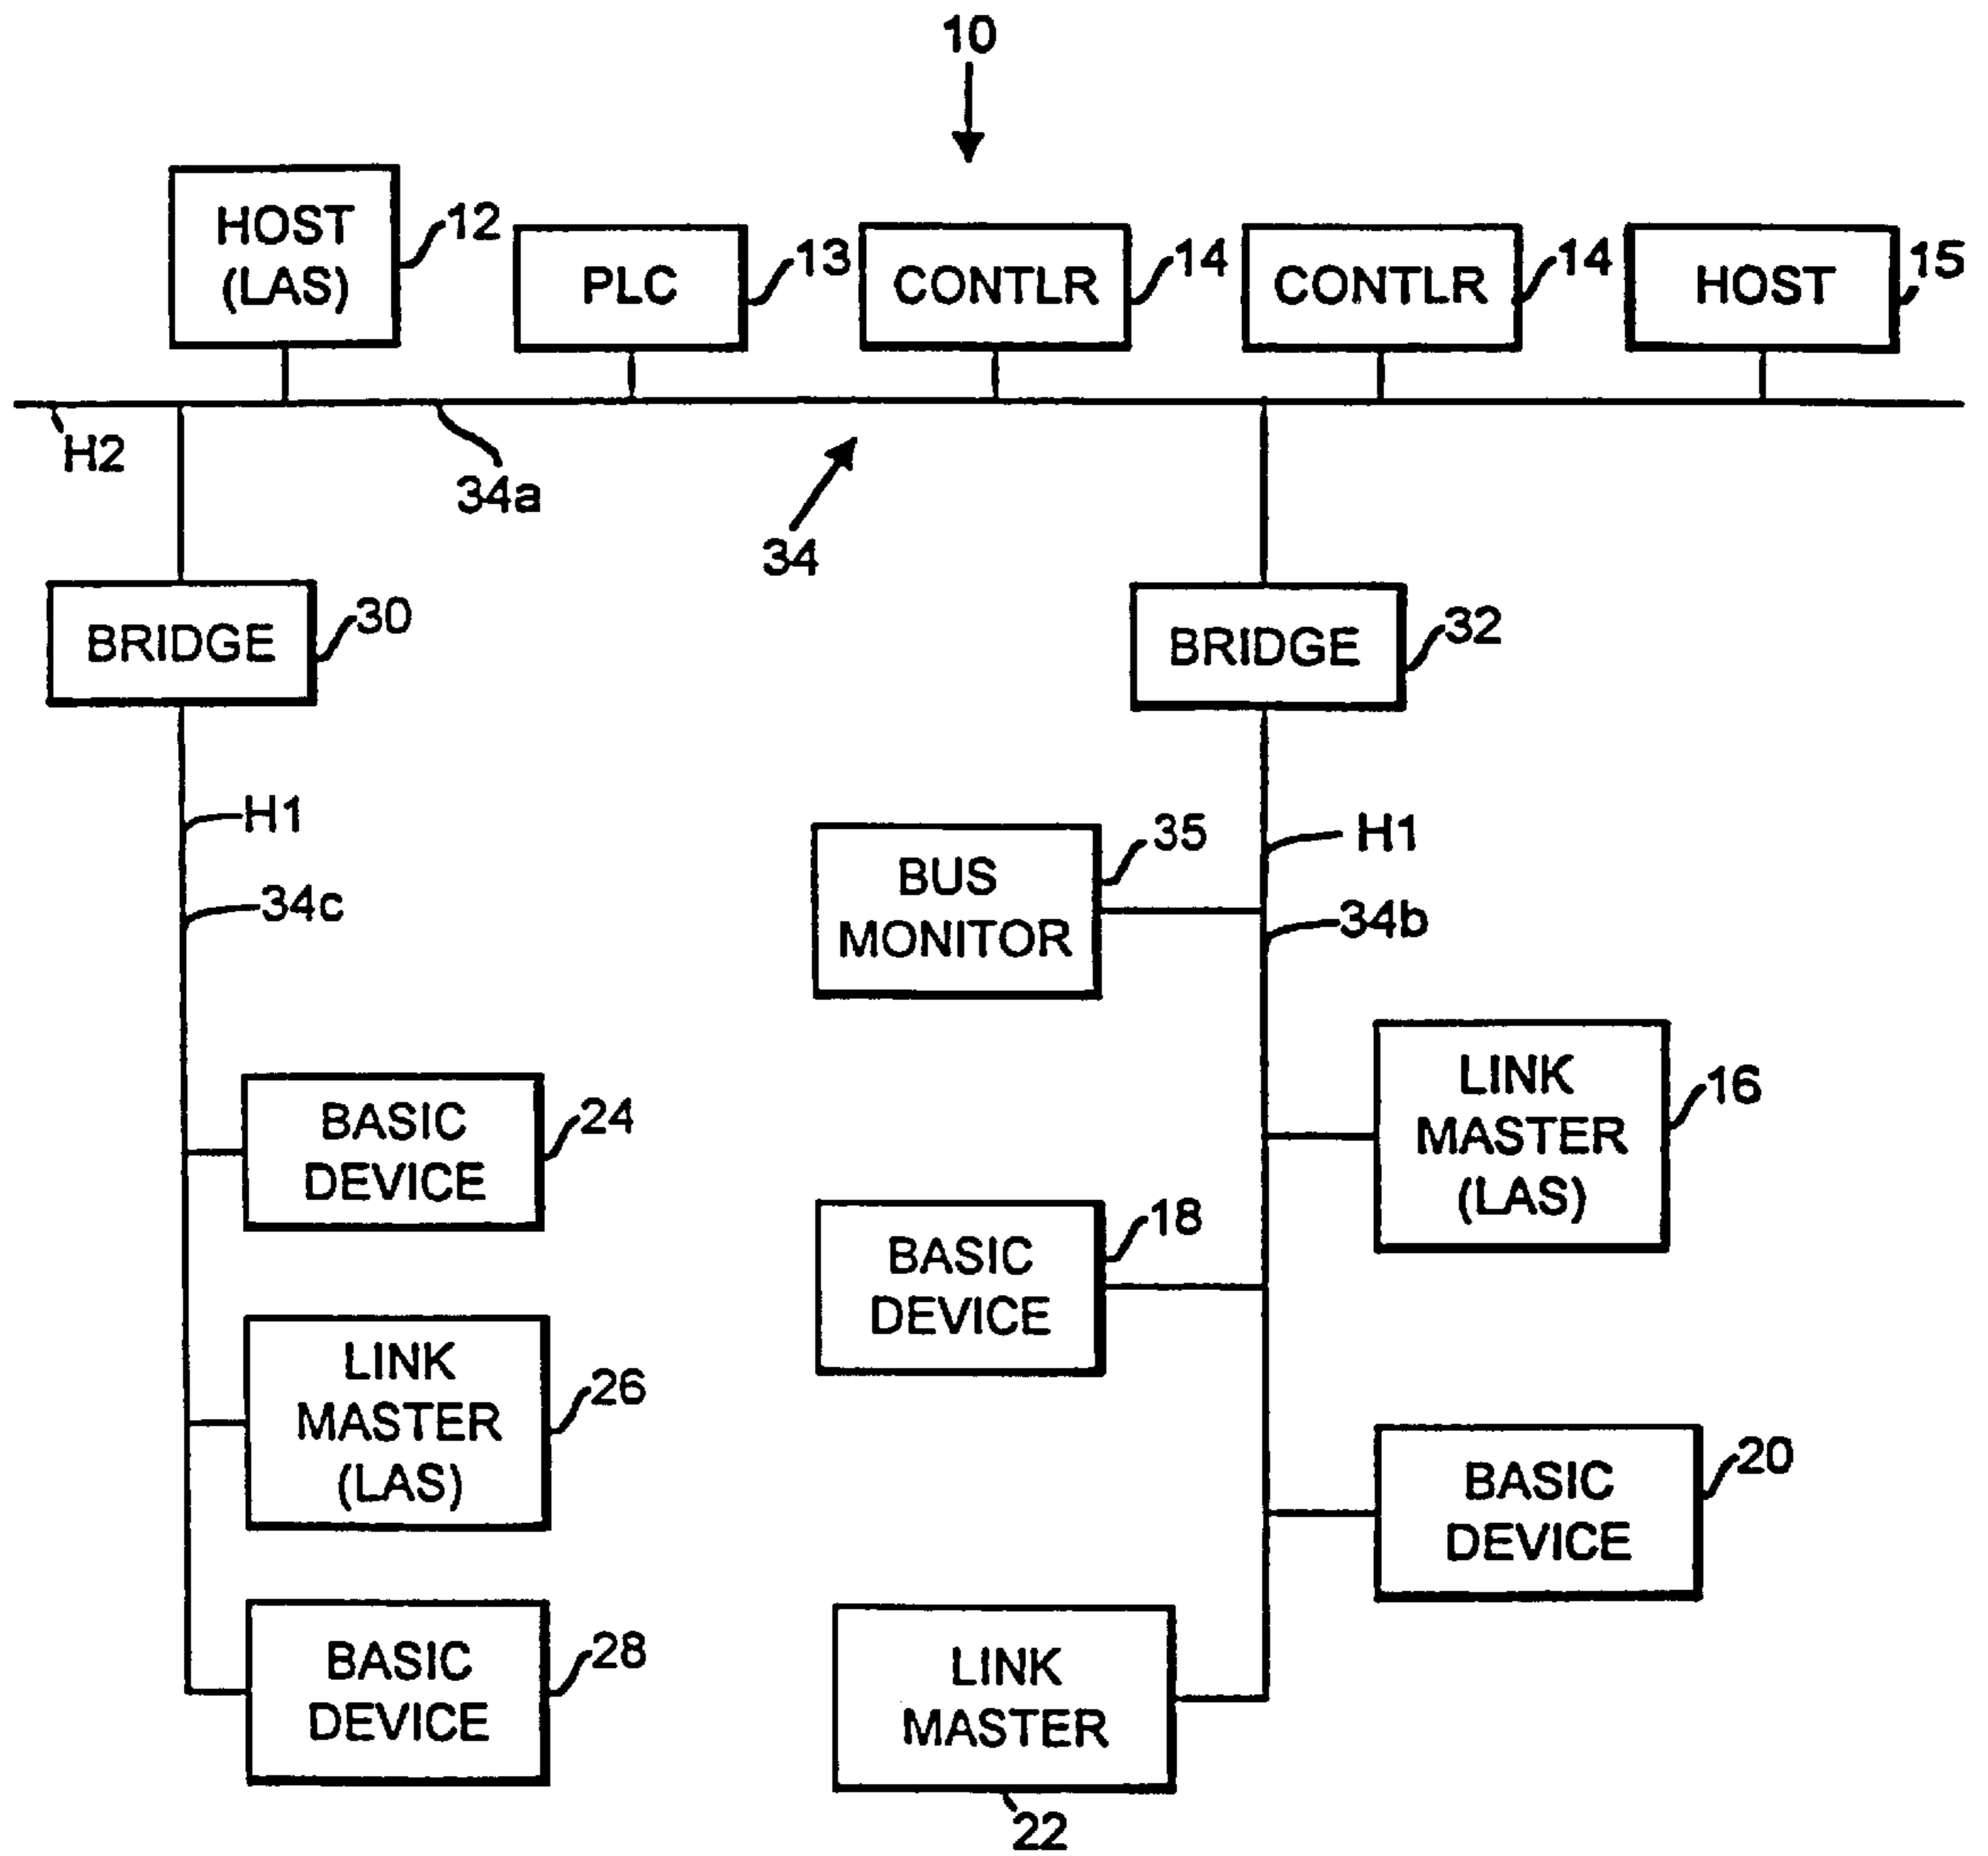 10
HOST
(LAS)
12
PLC
13
CONTLR
14
CONTLR
14
HOST
15
H2
34a
34
BRIDGE
30
BRIDGE
32
H1
34c
BUS
MONITOR
35
H1
34b
LINK
MASTER
(LAS)
16
BASIC
DEVICE
24
BASIC
DEVICE
18
LINK
MASTER
(LAS)
26
BASIC
DEVICE
20
BASIC
DEVICE
28
LINK
MASTER
22